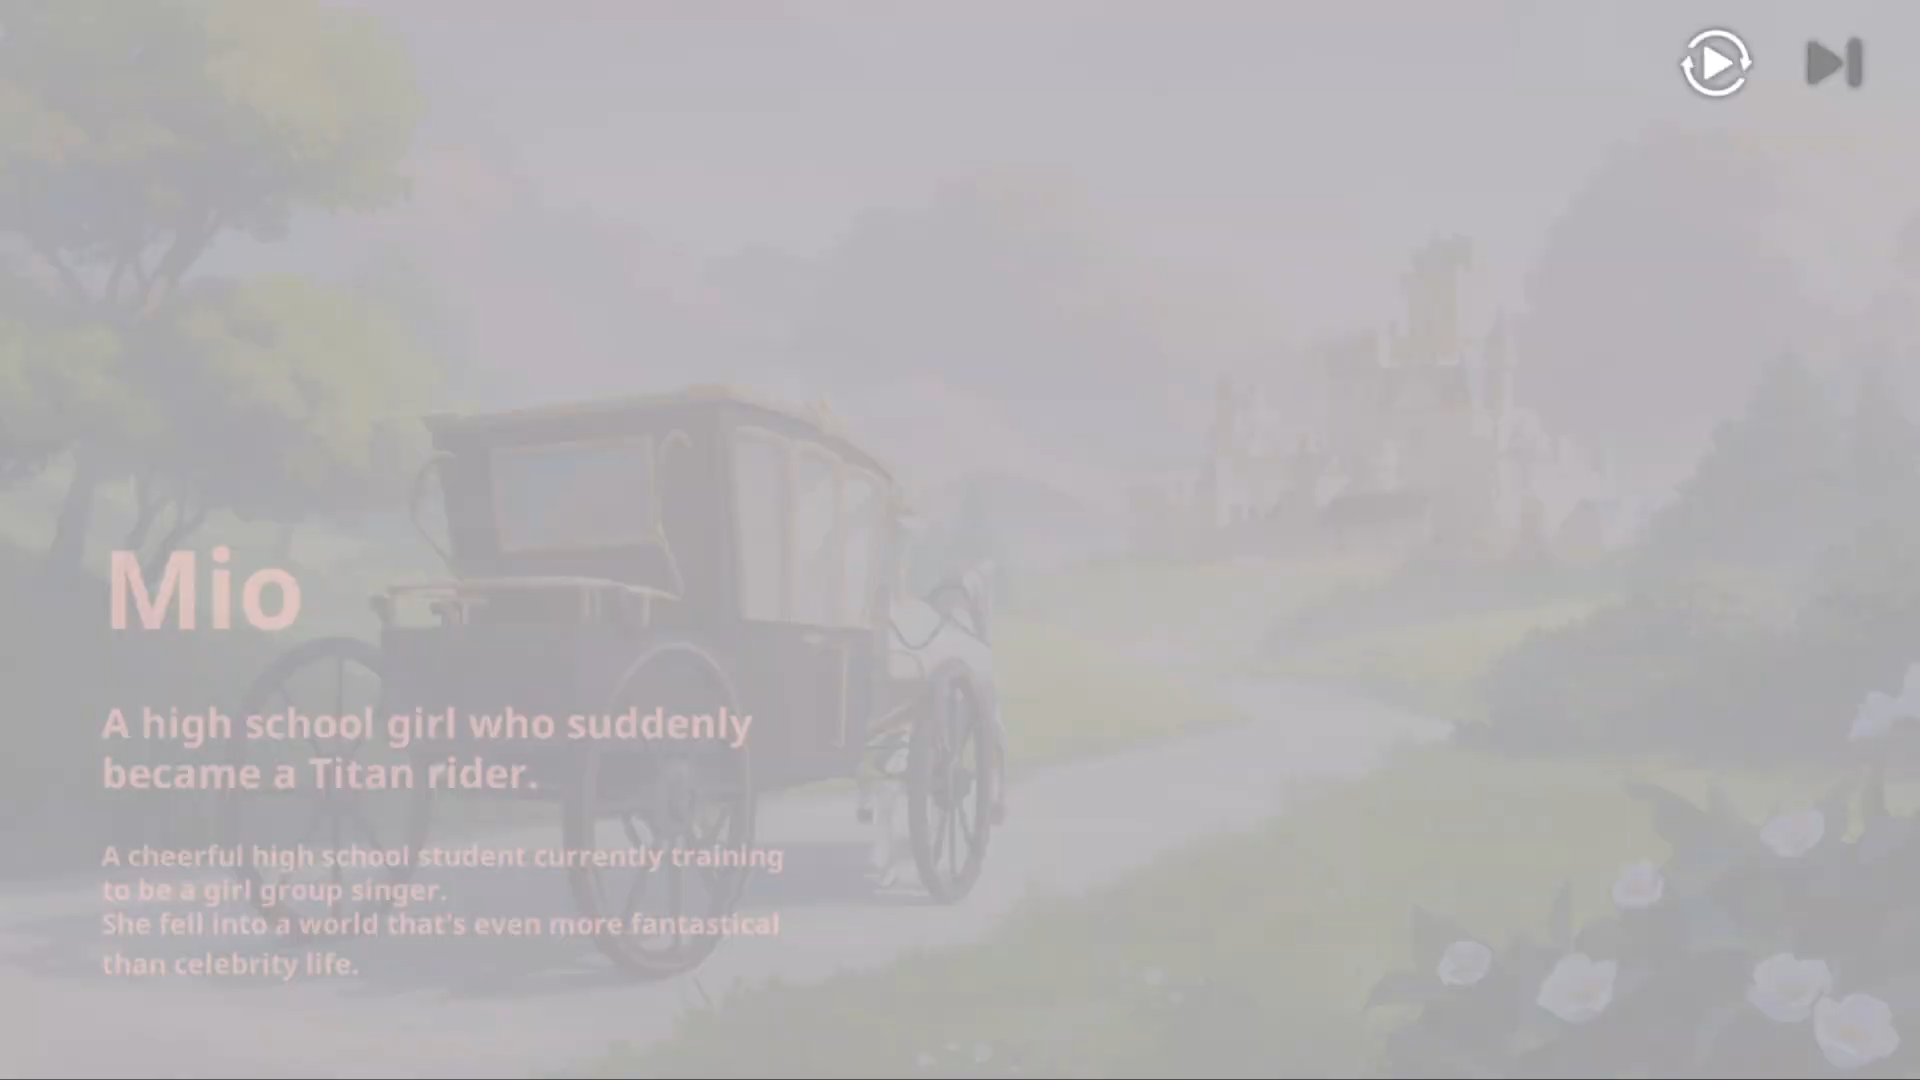 Mio
A high school girl who suddenly
became a Titan rider.
A cheerful high school student currently training
to be a girl group singer.
She fell into a world that's even more fantastical
than celebrity life.